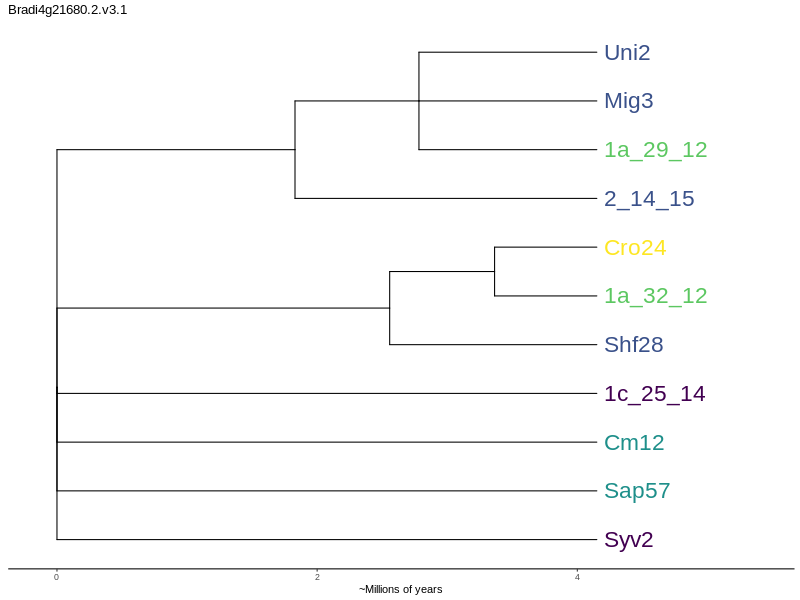 Bradi4g21680.2.v3.1
Uni2
Mig3
1a_29_12
2_14_15
Cro24
1a_32_12
Shf28
1c_25_14
Cm12
Sap57
Syv2
0 2 4
~Millions of years